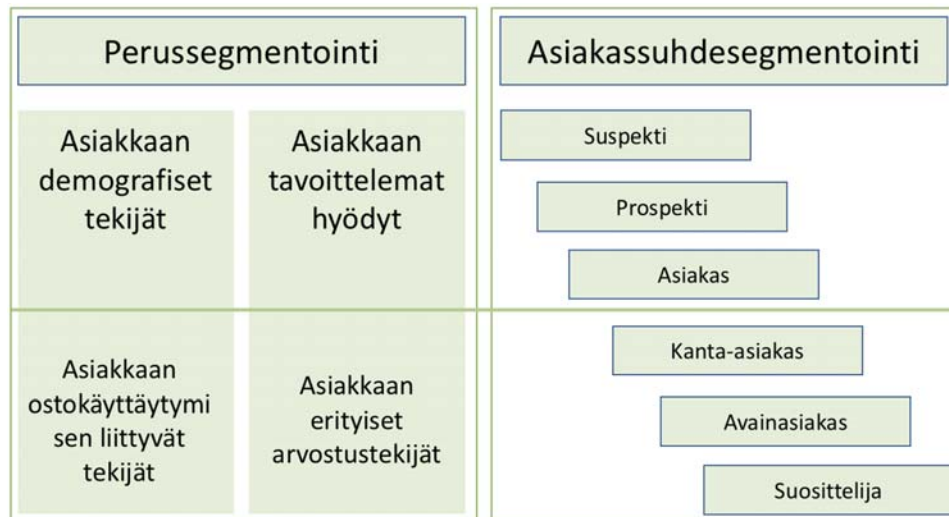 Perussegmentointi
Asiakkaan
demografiset
tekijät
Asiakkaan
tavoittelemat
hyödyt
Asiakkaan
ostokäyttäytymi
sen liittyvät
tekijät
Asiakkaan
erityiset
arvostustekijät
Asiakassuhdesegmentointi
Suspekti
Prospekti
Asiakas
Kanta-asiakas
Avainasiakas
Suosittelija